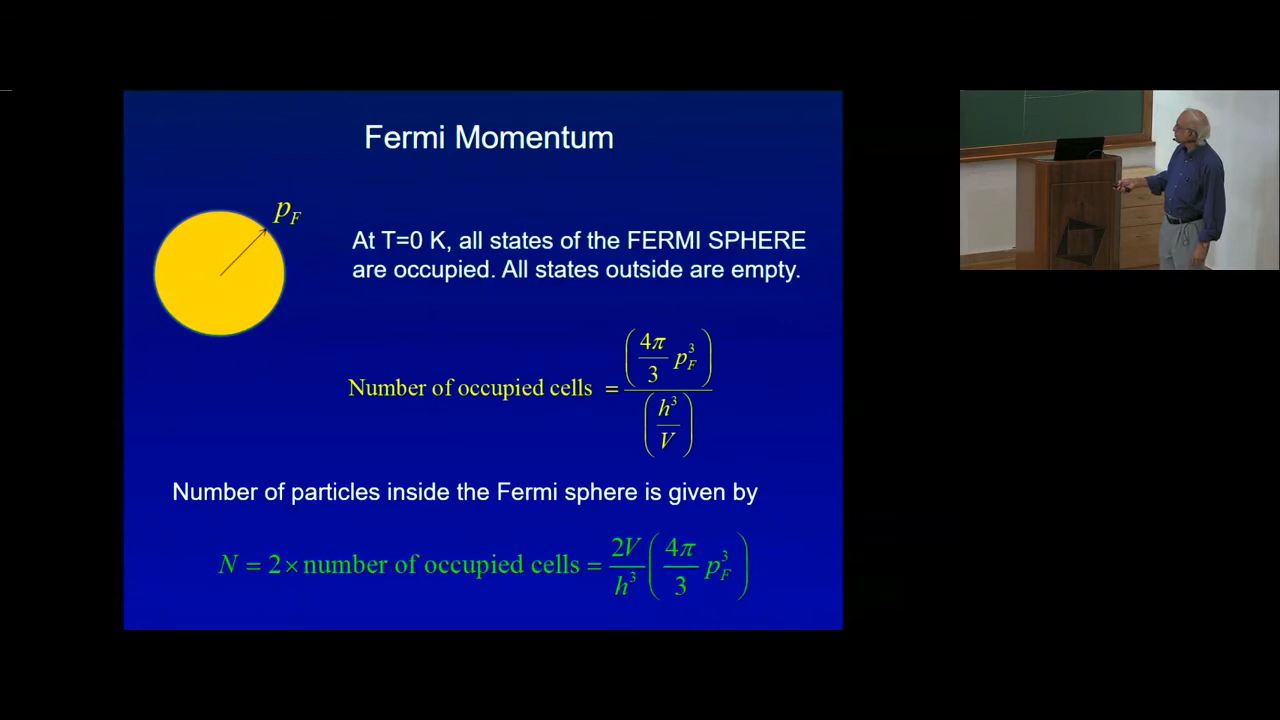 Fermi Momentum
p_F
At T=0 K, all states of the FERMI SPHERE
are occupied. All states outside are empty.
Number of occupied cells = (4π/3 p_F^3) / (h^3/V)
Number of particles inside the Fermi sphere is given by
N = 2 × number of occupied cells = 2V/h^3 (4π/3 p_F^3)